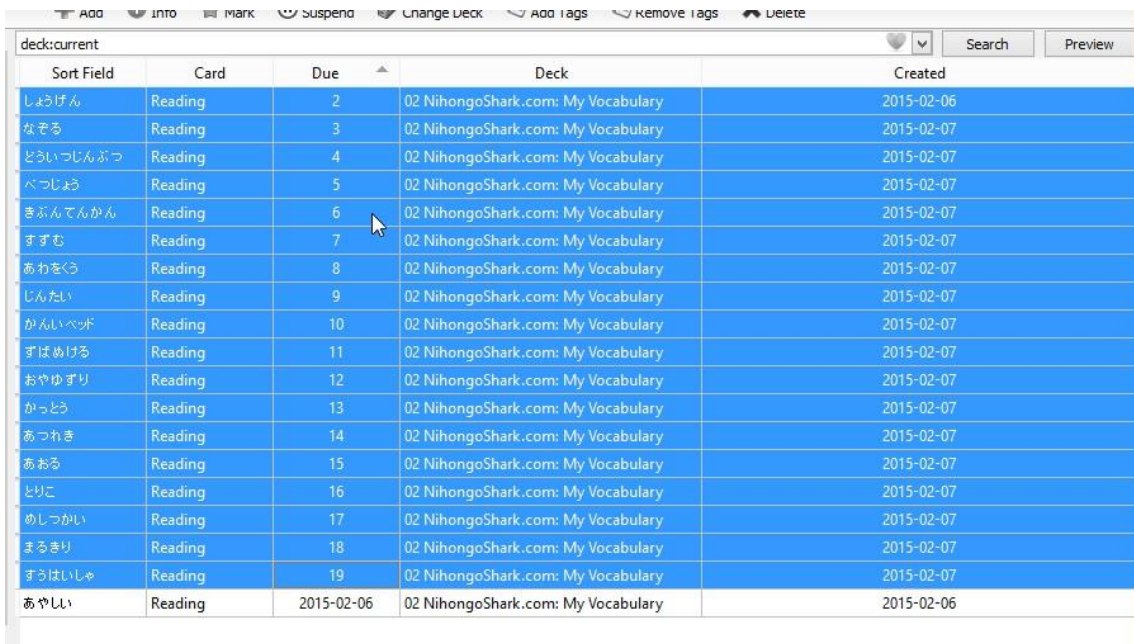 Add Info Mark Suspend Change Deck Add Tags Remove Tags Delete
deck:current Search Preview
Sort Field Card Due Deck Created
しょうげん Reading 2 02 NihongoShark.com: My Vocabulary 2015-02-06
なぞる Reading 3 02 NihongoShark.com: My Vocabulary 2015-02-07
どういつじんぶつ Reading 4 02 NihongoShark.com: My Vocabulary 2015-02-07
べつじょう Reading 5 02 NihongoShark.com: My Vocabulary 2015-02-07
きぶんてんかん Reading 6 02 NihongoShark.com: My Vocabulary 2015-02-07
すずむ Reading 7 02 NihongoShark.com: My Vocabulary 2015-02-07
あわをくう Reading 8 02 NihongoShark.com: My Vocabulary 2015-02-07
じんたい Reading 9 02 NihongoShark.com: My Vocabulary 2015-02-07
かんいベッド Reading 10 02 NihongoShark.com: My Vocabulary 2015-02-07
ずばぬける Reading 11 02 NihongoShark.com: My Vocabulary 2015-02-07
おやゆずり Reading 12 02 NihongoShark.com: My Vocabulary 2015-02-07
かっとう Reading 13 02 NihongoShark.com: My Vocabulary 2015-02-07
あつれき Reading 14 02 NihongoShark.com: My Vocabulary 2015-02-07
あおる Reading 15 02 NihongoShark.com: My Vocabulary 2015-02-07
とりこ Reading 16 02 NihongoShark.com: My Vocabulary 2015-02-07
めしつかい Reading 17 02 NihongoShark.com: My Vocabulary 2015-02-07
まるきり Reading 18 02 NihongoShark.com: My Vocabulary 2015-02-07
すうはいしゃ Reading 19 02 NihongoShark.com: My Vocabulary 2015-02-07
あやしい Reading 2015-02-06 02 NihongoShark.com: My Vocabulary 2015-02-06